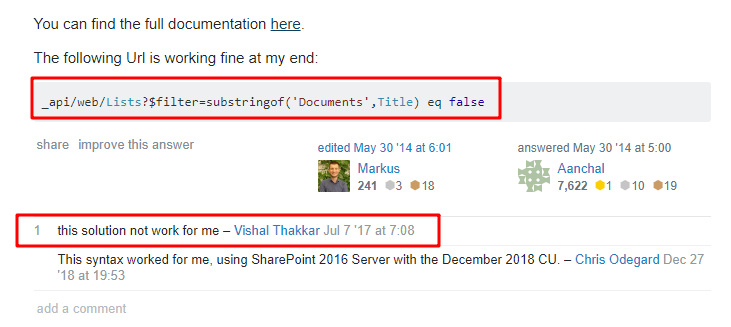 You can find the full documentation here.
The following Url is working fine at my end:
_api/web/Lists?$filter=substringof('Documents',Title) eq false
share improve this answer
edited May 30 '14 at 6:01
Markus
241 3 18
answered May 30 '14 at 5:00
Aanchal
7,622 1 10 19
1 this solution not work for me – Vishal Thakkar Jul 7 '17 at 7:08
This syntax worked for me, using SharePoint 2016 Server with the December 2018 CU. – Chris Odegard Dec 27
'18 at 19:53
add a comment